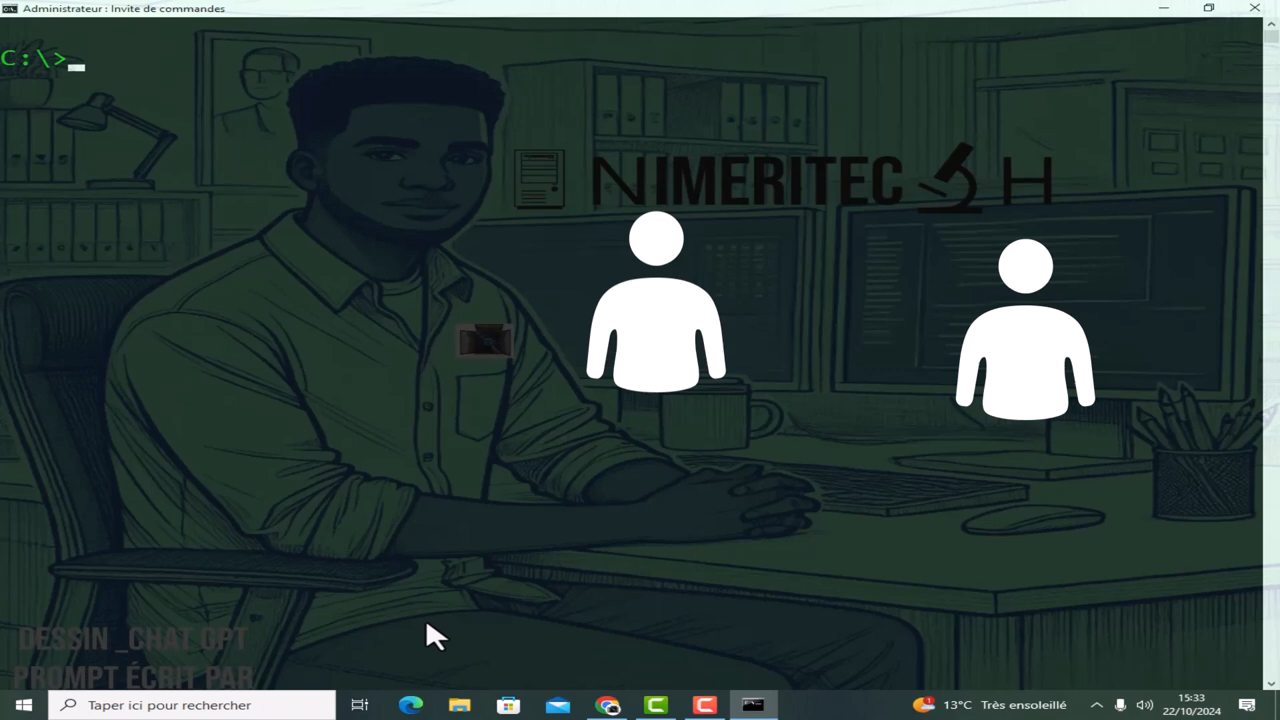 Administrateur : Invite de commandes
C:\>
NIMERITEC H
DESSIN _CHAT GPT
PROMPT ÉCRIT PAR
Taper ici pour rechercher
1
13°C Très ensoleillé
15:33
22/10/2024